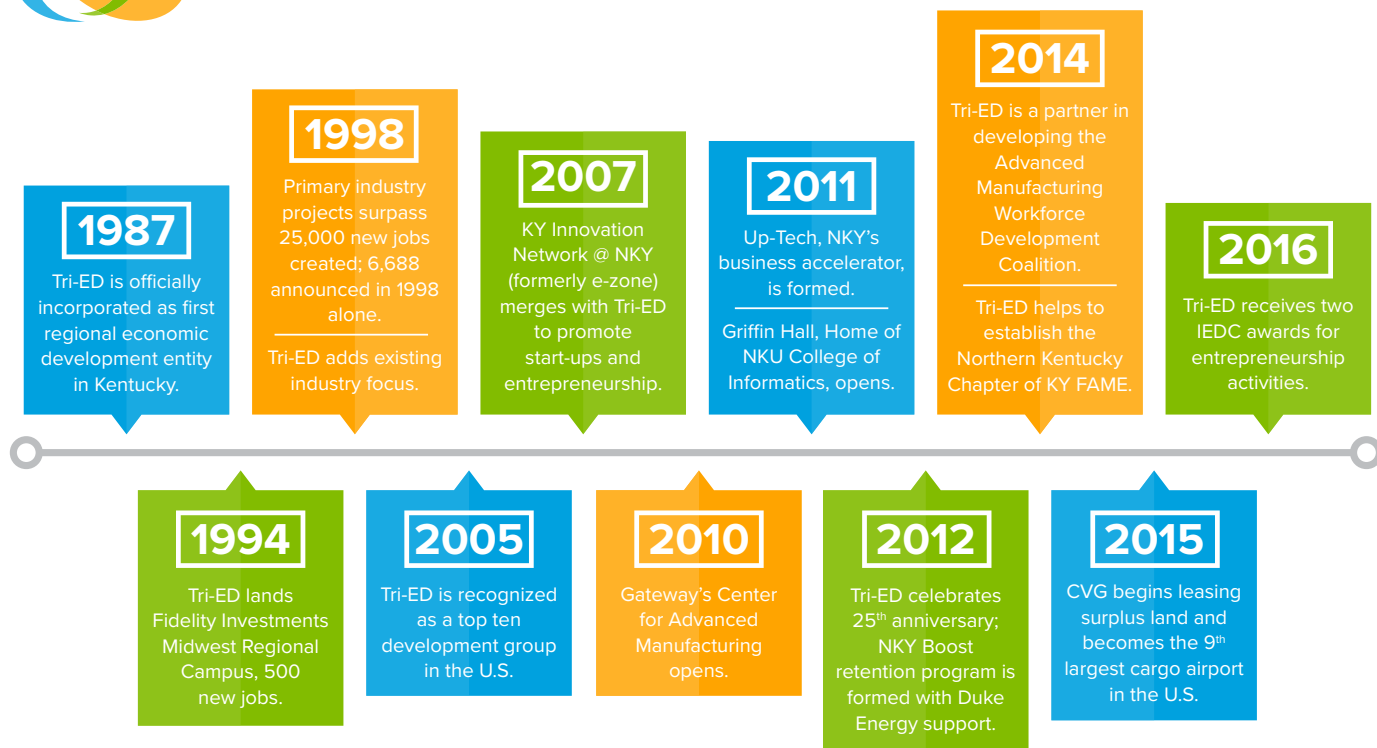 1987
Tri-ED is officially
incorporated as first
regional economic
development entity
in Kentucky.
1994
Tri-ED lands
Fidelity Investments
Midwest Regional
Campus, 500
new jobs.
1998
Primary industry
projects surpass
25,000 new jobs
created; 6,688
announced in 1998
alone.
Tri-ED adds existing
industry focus.
2005
Tri-ED is recognized
as a top ten
development group
in the U.S.
2007
KY Innovation
Network @ NKY
(formerly e-zone)
merges with Tri-ED
to promote
start-ups and
entrepreneurship.
2010
Gateway’s Center
for Advanced
Manufacturing
opens.
2011
Up-Tech, NKY’s
business accelerator,
is formed.
Griffin Hall, Home of
NKU College of
Informatics, opens.
2012
Tri-ED celebrates
25th anniversary;
NKY Boost
retention program is
formed with Duke
Energy support.
2014
Tri-ED is a partner in
developing the
Advanced
Manufacturing
Workforce
Development
Coalition.
Tri-ED helps to
establish the
Northern Kentucky
Chapter of KY FAME.
2015
CVG begins leasing
surplus land and
becomes the 9th
largest cargo airport
in the U.S.
2016
Tri-ED receives two
IEDC awards for
entrepreneurship
activities.